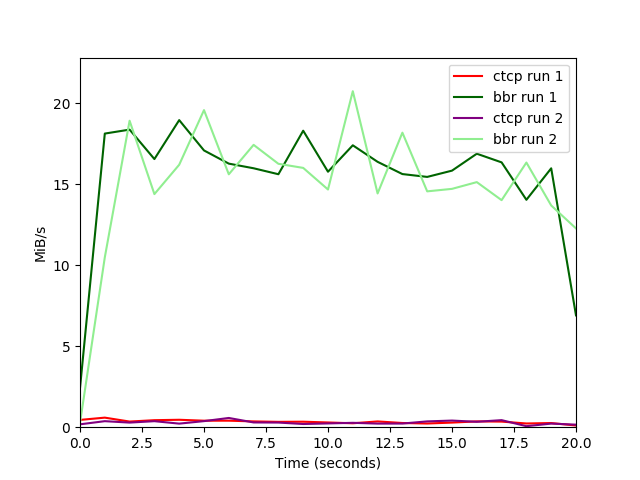 ctcp run 1
bbr run 1
ctcp run 2
bbr run 2
20
15
10
5
0
MiB/s
0.0 2.5 5.0 7.5 10.0 12.5 15.0 17.5 20.0
Time (seconds)